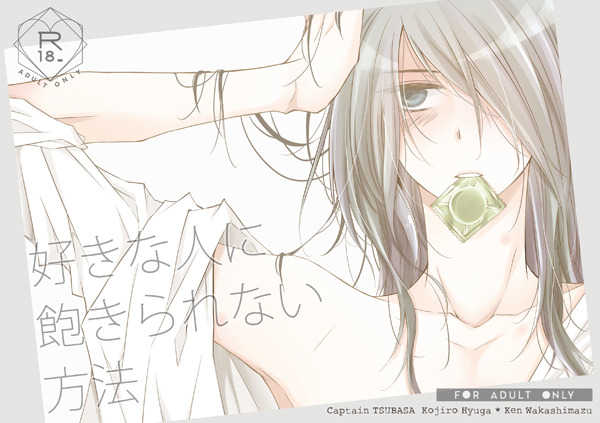 R
18_
ADULT ONLY
好きな人に
飽きられない
方法
FOR ADULT ONLY
Captain TSUBASA Kojiro Hyuga ★ Ken Wakashimazu